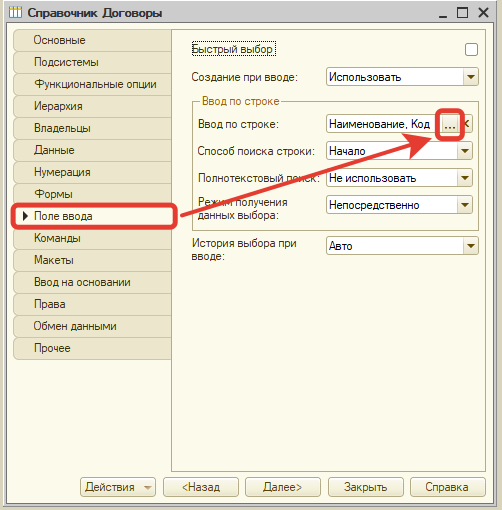 Справочник Договоры
Основные
Подсистемы
Функциональные опции
Иерархия
Владельцы
Данные
Нумерация
Формы
Поле ввода
Команды
Макеты
Ввод на основании
Права
Обмен данными
Прочее
Быстрый выбор
Создание при вводе: Использовать
Ввод по строке
Ввод по строке: Наименование, Код ...
Способ поиска строки: Начало
Полнотекстовый поиск: Не использовать
Режим получения
данных выбора: Непосредственно
История выбора при
вводе: Авто
Действия <Назад Далее> Закрыть Справка